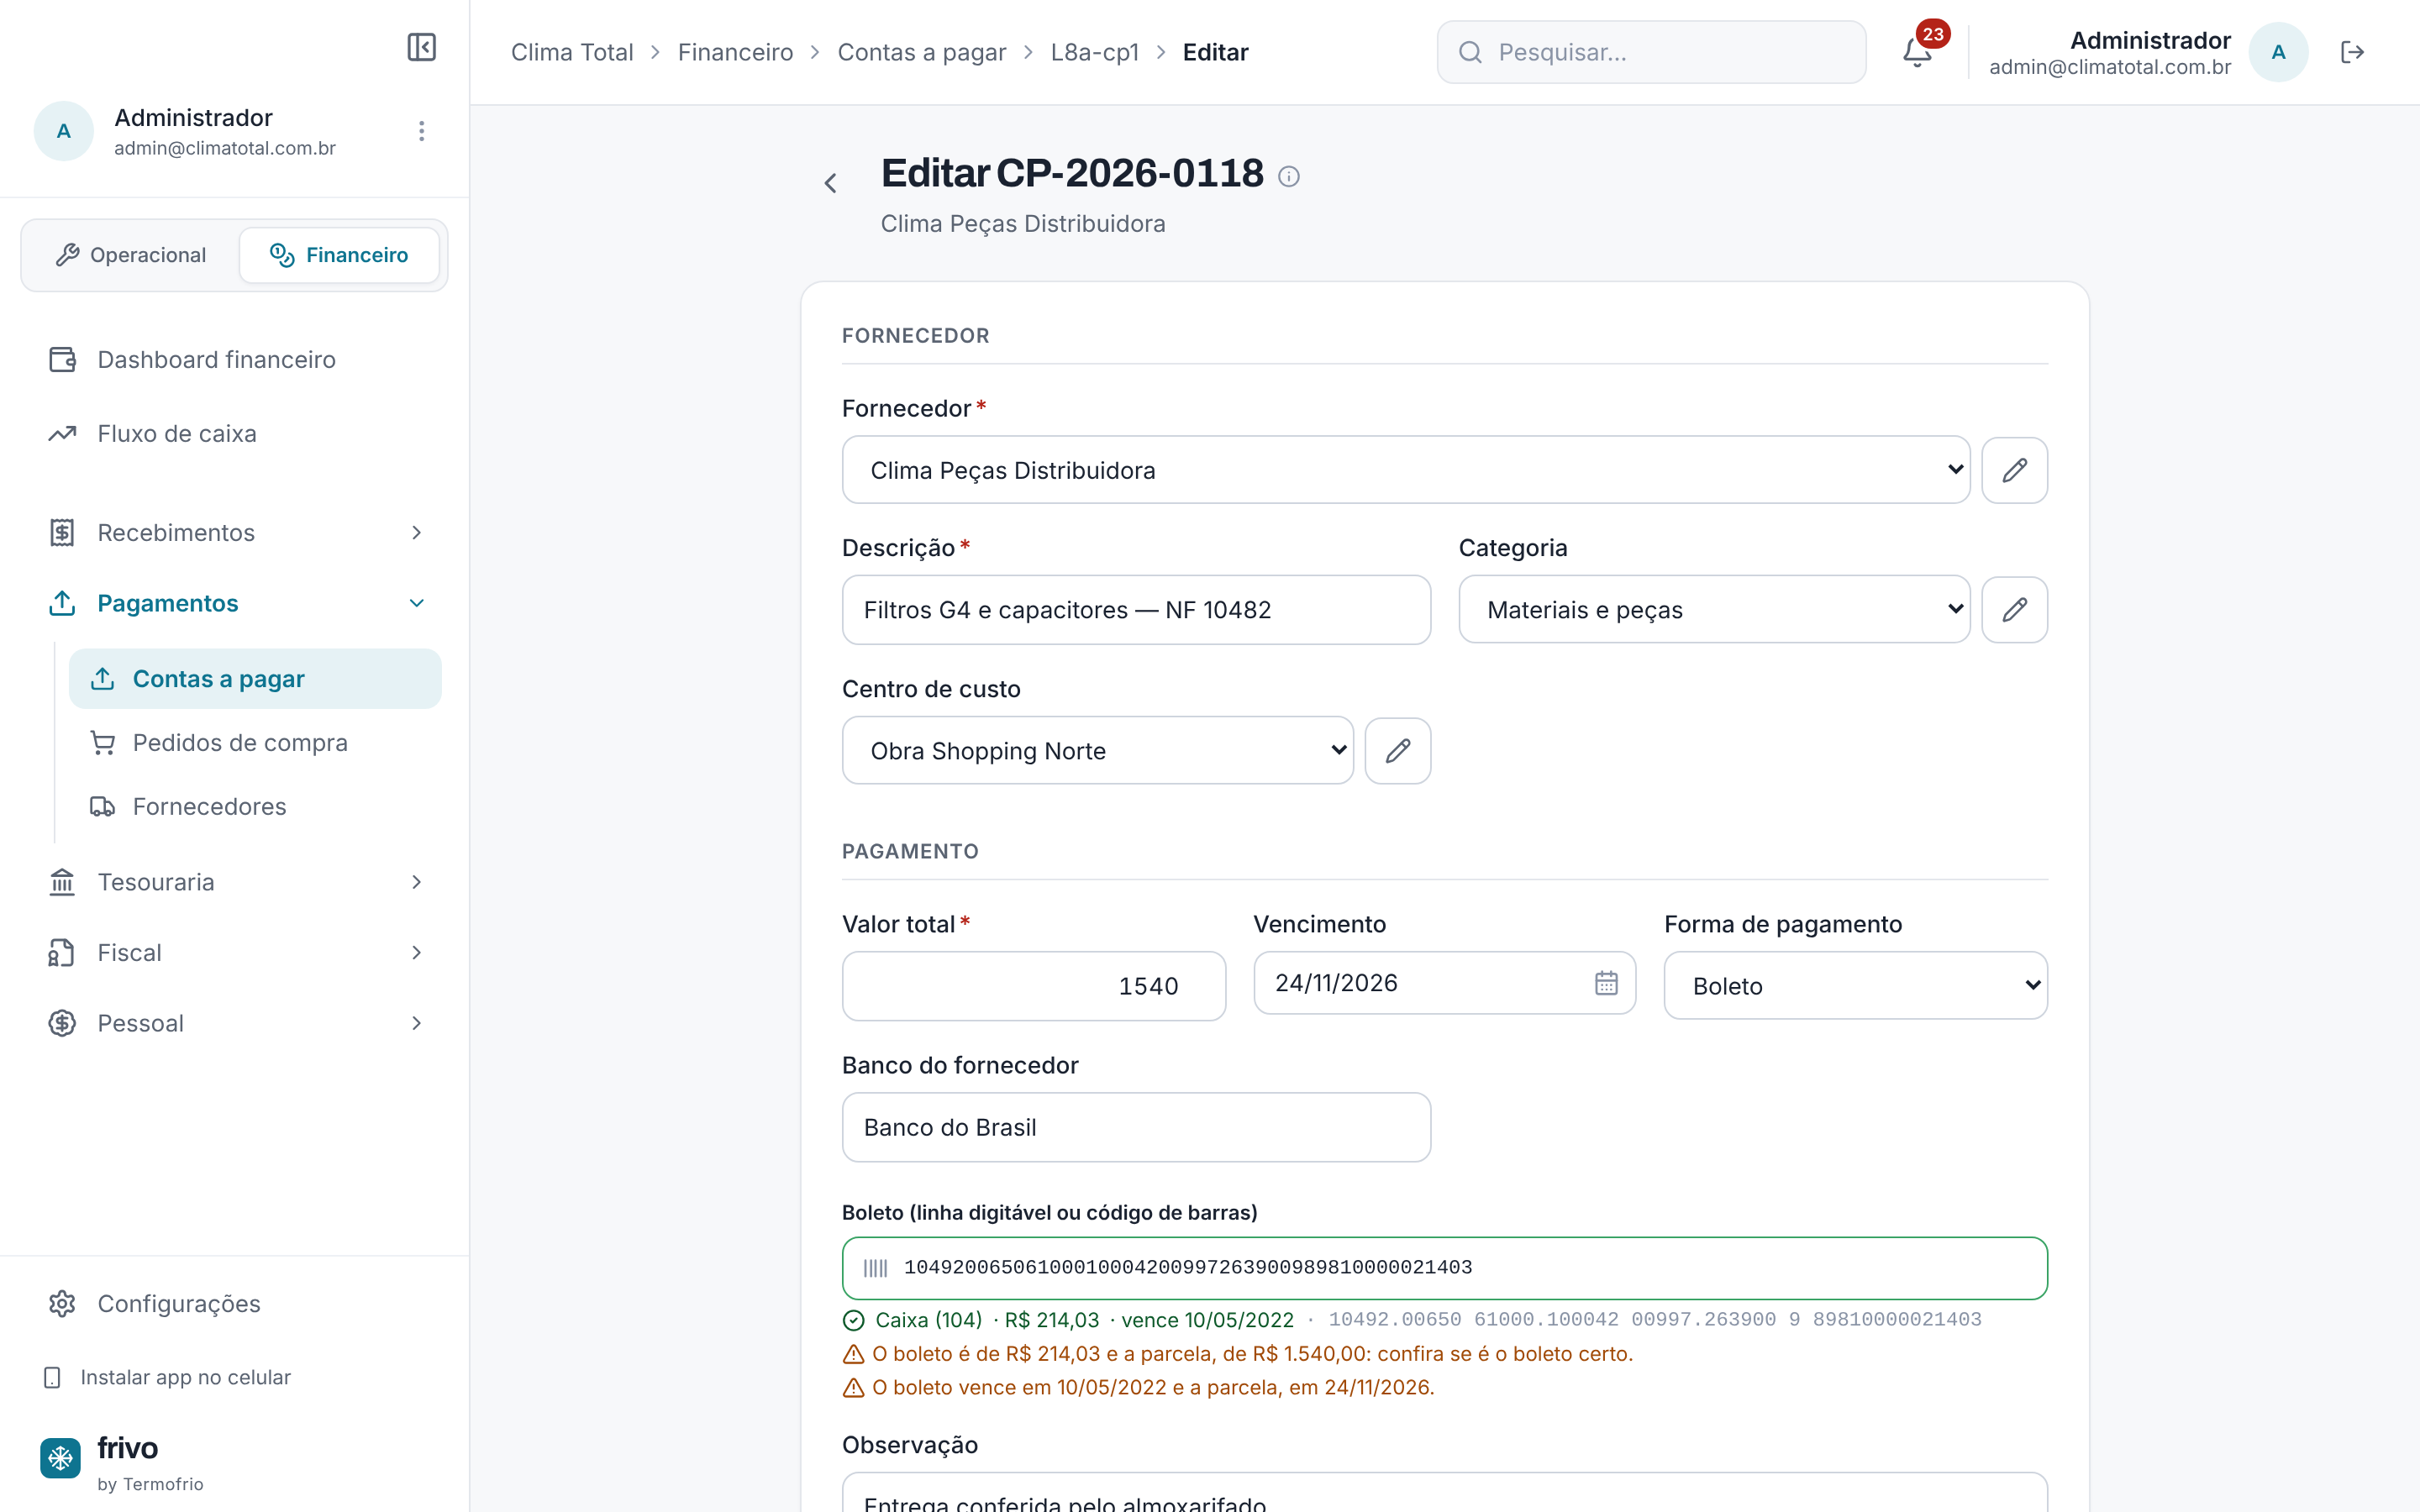 Clima Total > Financeiro > Contas a pagar > L8a-cp1 > Editar
Pesquisar...
23
Administrador
admin@climatotal.com.br
A
A
Administrador
admin@climatotal.com.br
Operacional
Financeiro
Dashboard financeiro
Fluxo de caixa
Recebimentos
Pagamentos
Contas a pagar
Pedidos de compra
Fornecedores
Tesouraria
Fiscal
Pessoal
Configurações
Instalar app no celular
frivo
by Termofrio
Editar CP-2026-0118
Clima Peças Distribuidora
FORNECEDOR
Fornecedor*
Clima Peças Distribuidora
Descrição* Categoria
Filtros G4 e capacitores — NF 10482 Materiais e peças
Centro de custo
Obra Shopping Norte
PAGAMENTO
Valor total* Vencimento Forma de pagamento
1540 24/11/2026 Boleto
Banco do fornecedor
Banco do Brasil
Boleto (linha digitável ou código de barras)
10492006506100010004200997263900989810000021403
Caixa (104) · R$ 214,03 · vence 10/05/2022 · 10492.00650 61000.100042 00997.263900 9 89810000021403
O boleto é de R$ 214,03 e a parcela, de R$ 1.540,00: confira se é o boleto certo.
O boleto vence em 10/05/2022 e a parcela, em 24/11/2026.
Observação
Entrega conferida pelo almoxarifado